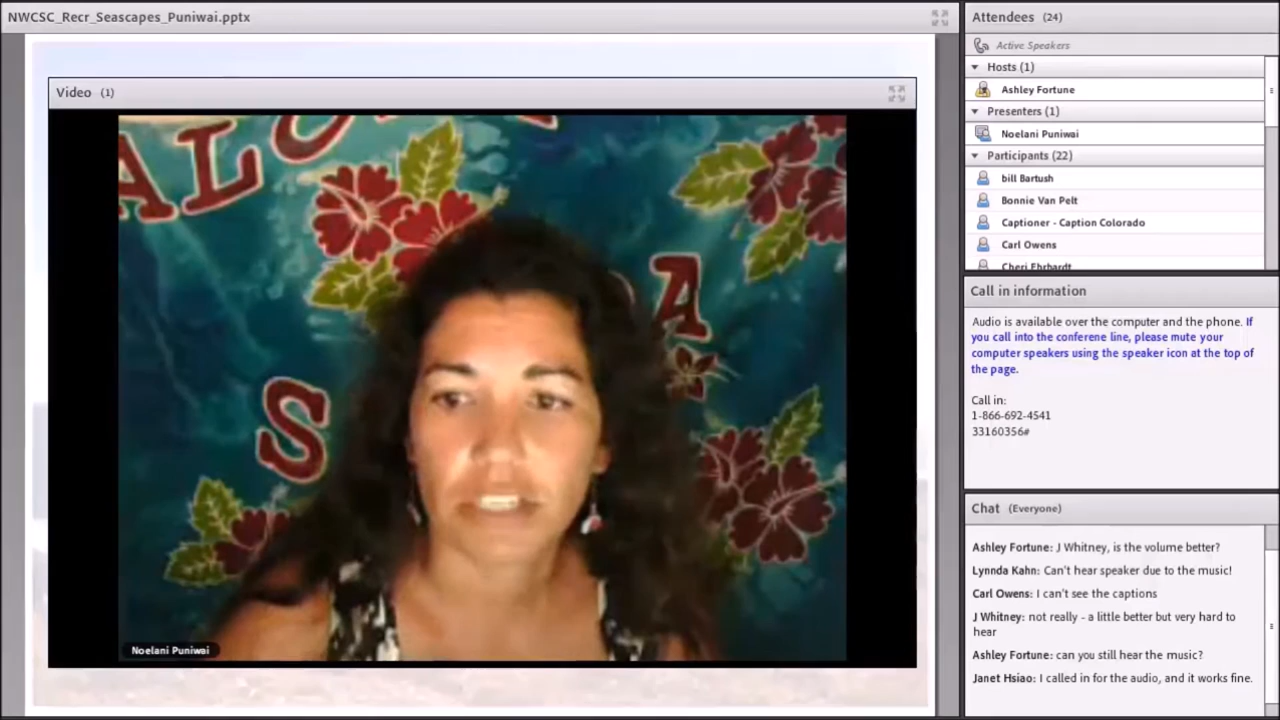 NWCSC_Recr_Seascapes_Puniwai.pptx
Video (1)
ALO
A
S
Noelani Puniwai
Attendees (24)
Active Speakers
Hosts (1)
Ashley Fortune
Presenters (1)
Noelani Puniwai
Participants (22)
bill Bartush
Bonnie Van Pelt
Captioner - Caption Colorado
Carl Owens
Cheri Ehrhardt
Call in information
Audio is available over the computer and the phone. If
you call into the conferene line, please mute your
computer speakers using the speaker icon at the top of
the page.
Call in:
1-866-692-4541
33160356#
Chat (Everyone)
Ashley Fortune: J Whitney, is the volume better?
Lynnda Kahn: Can't hear speaker due to the music!
Carl Owens: I can't see the captions
J Whitney: not really - a little better but very hard to
hear
Ashley Fortune: can you still hear the music?
Janet Hsiao: I called in for the audio, and it works fine.